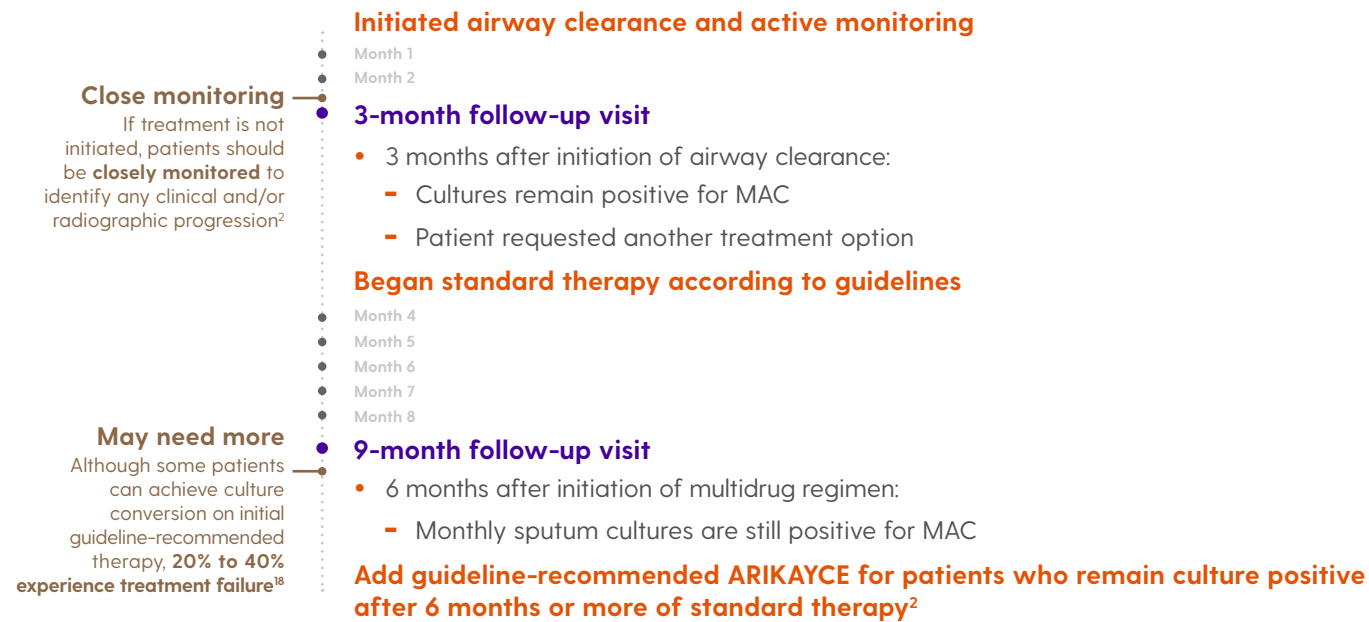 Initiated airway clearance and active monitoring
Month 1
Month 2
Close monitoring
If treatment is not
initiated, patients should
be closely monitored to
identify any clinical and/or
radiographic progression²
3-month follow-up visit
• 3 months after initiation of airway clearance:
- Cultures remain positive for MAC
- Patient requested another treatment option
Began standard therapy according to guidelines
Month 4
Month 5
Month 6
Month 7
Month 8
May need more
Although some patients
can achieve culture
conversion on initial
guideline-recommended
therapy, 20% to 40%
experience treatment failure¹⁸
9-month follow-up visit
• 6 months after initiation of multidrug regimen:
- Monthly sputum cultures are still positive for MAC
Add guideline-recommended ARIKAYCE for patients who remain culture positive
after 6 months or more of standard therapy²